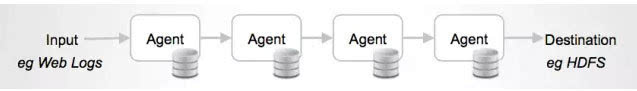 Input
eg Web Logs
Agent
Agent
Agent
Agent
Destination
eg HDFS